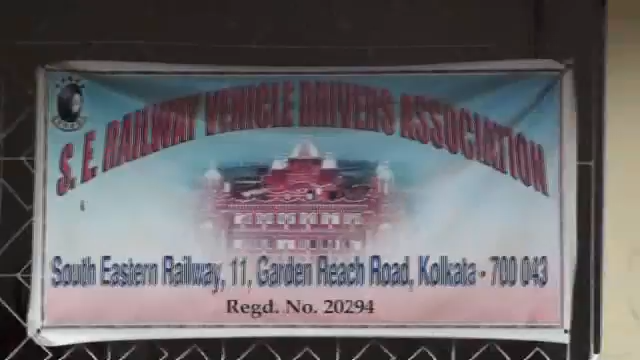 S. E. RAILWAY VEHICLE DRIVERS ASSOCIATION
South Eastern Railway, 11, Garden Reach Road, Kolkata - 700 043
Regd. No. 20294